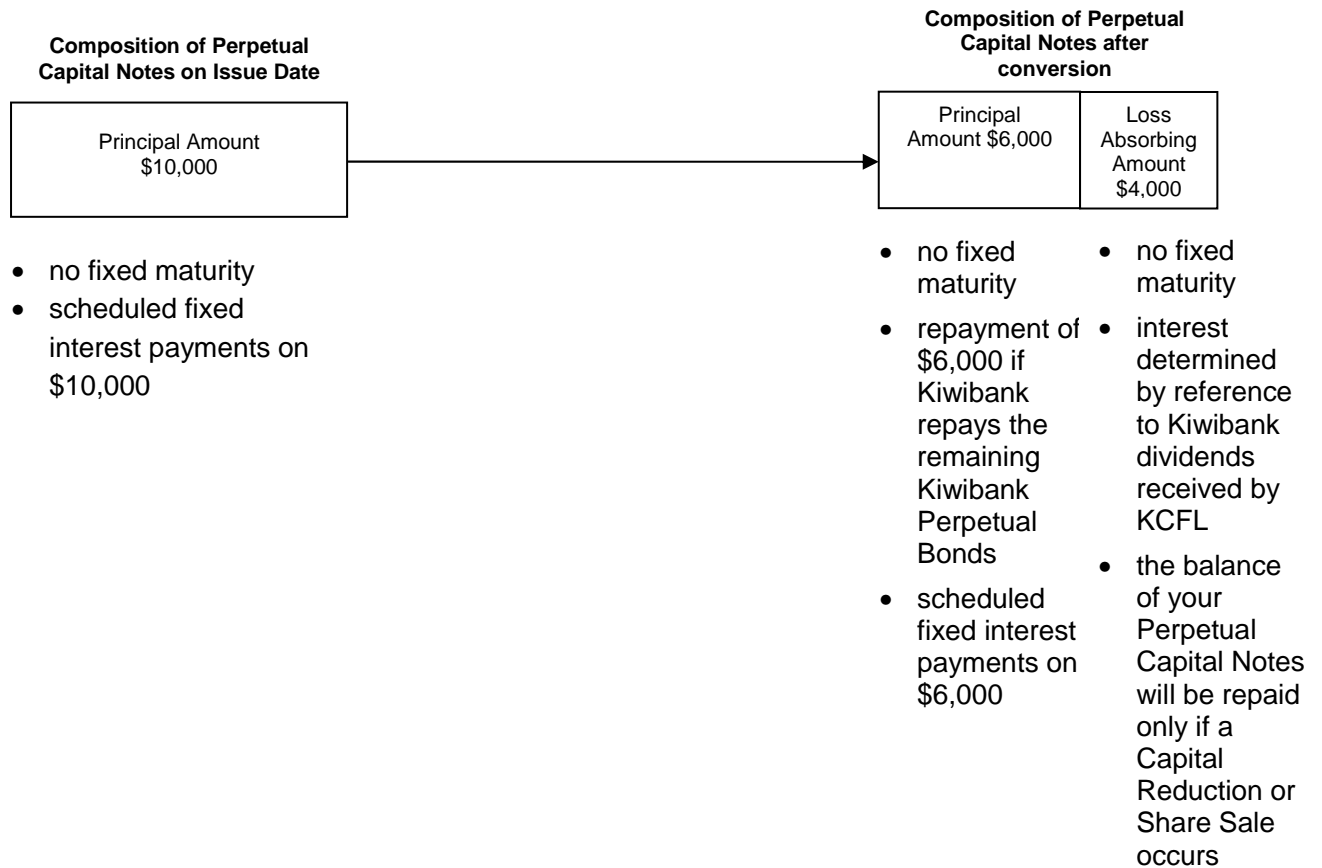 Composition of Perpetual
Capital Notes on Issue Date
Principal Amount
$10,000
• no fixed maturity
• scheduled fixed
interest payments on
$10,000
Composition of Perpetual
Capital Notes after
conversion
Principal
Amount $6,000
Loss
Absorbing
Amount
$4,000
• no fixed
maturity
• repayment of
$6,000 if
Kiwibank
repays the
remaining
Kiwibank
Perpetual
Bonds
• scheduled
fixed interest
payments on
$6,000
• no fixed
maturity
• interest
determined
by reference
to Kiwibank
dividends
received by
KCFL
• the balance
of your
Perpetual
Capital Notes
will be repaid
only if a
Capital
Reduction or
Share Sale
occurs